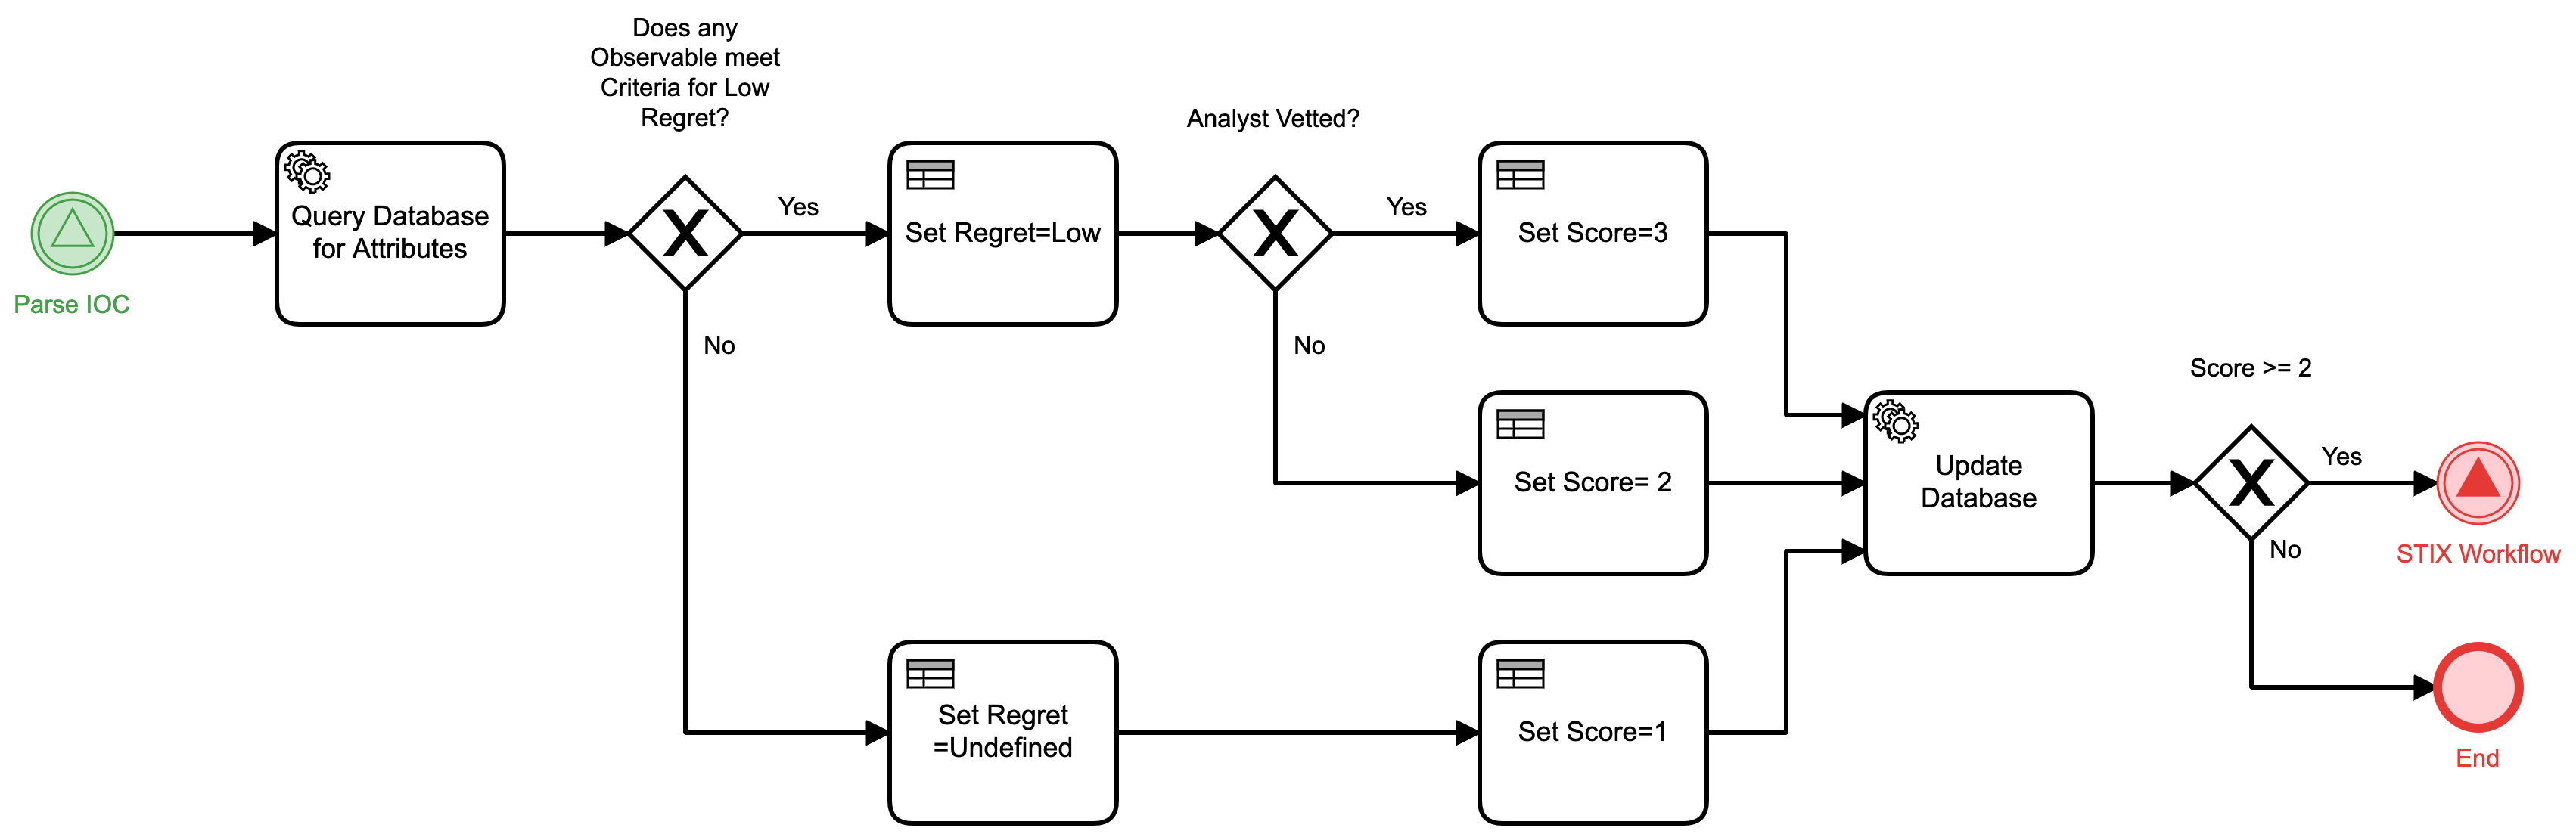 Does any
Observable meet
Criteria for Low
Regret?
Analyst Vetted?
Parse IOC
Query Database
for Attributes
X
Yes
Set Regret=Low
X
Yes
Set Score=3
No
No
Set Score= 2
Update
Database
Score >= 2
X
Yes
STIX Workflow
No
Set Regret
=Undefined
Set Score=1
End